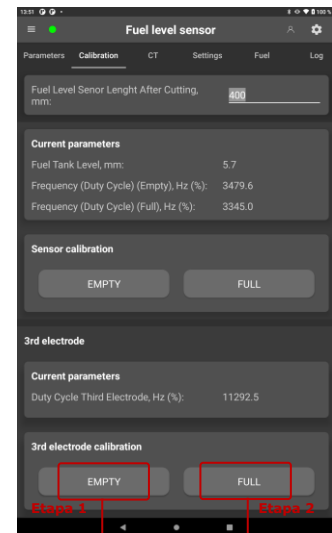 13:51
100%
Fuel level sensor
Parameters Calibration CT Settings Fuel Log
Fuel Level Senor Lenght After Cutting, mm: 400
Current parameters
Fuel Tank Level, mm: 5.7
Frequency (Duty Cycle) (Empty), Hz (%): 3479.6
Frequency (Duty Cycle) (Full), Hz (%): 3345.0
Sensor calibration
EMPTY FULL
3rd electrode
Current parameters
Duty Cycle Third Electrode, Hz (%): 11292.5
3rd electrode calibration
EMPTY FULL
Etapa 1 Etapa 2